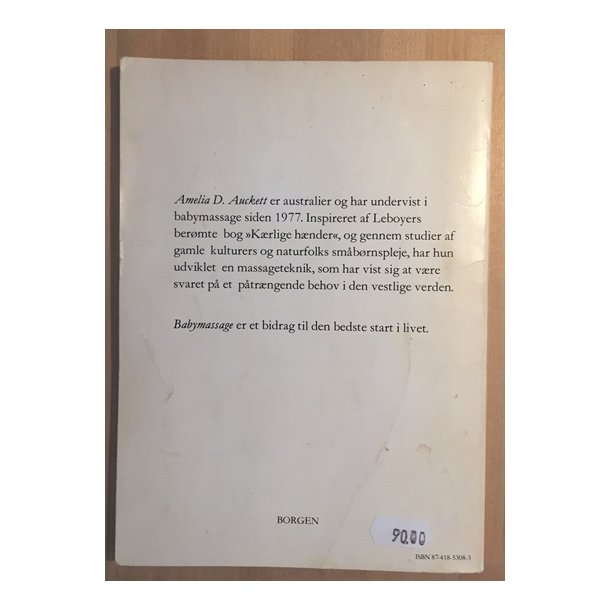 Amelia D. Auckett er australier og har undervist i
babymassage siden 1977. Inspireret af Leboyers
berømte bog »Kærlige hænder«, og gennem studier af
gamle kulturers og naturfolks småbørnspleje, har hun
udviklet en massageteknik, som har vist sig at være
svaret på et påtrængende behov i den vestlige verden.
Babymassage er et bidrag til den bedste start i livet.
BORGEN
90.00
ISBN 87-418-5308-3